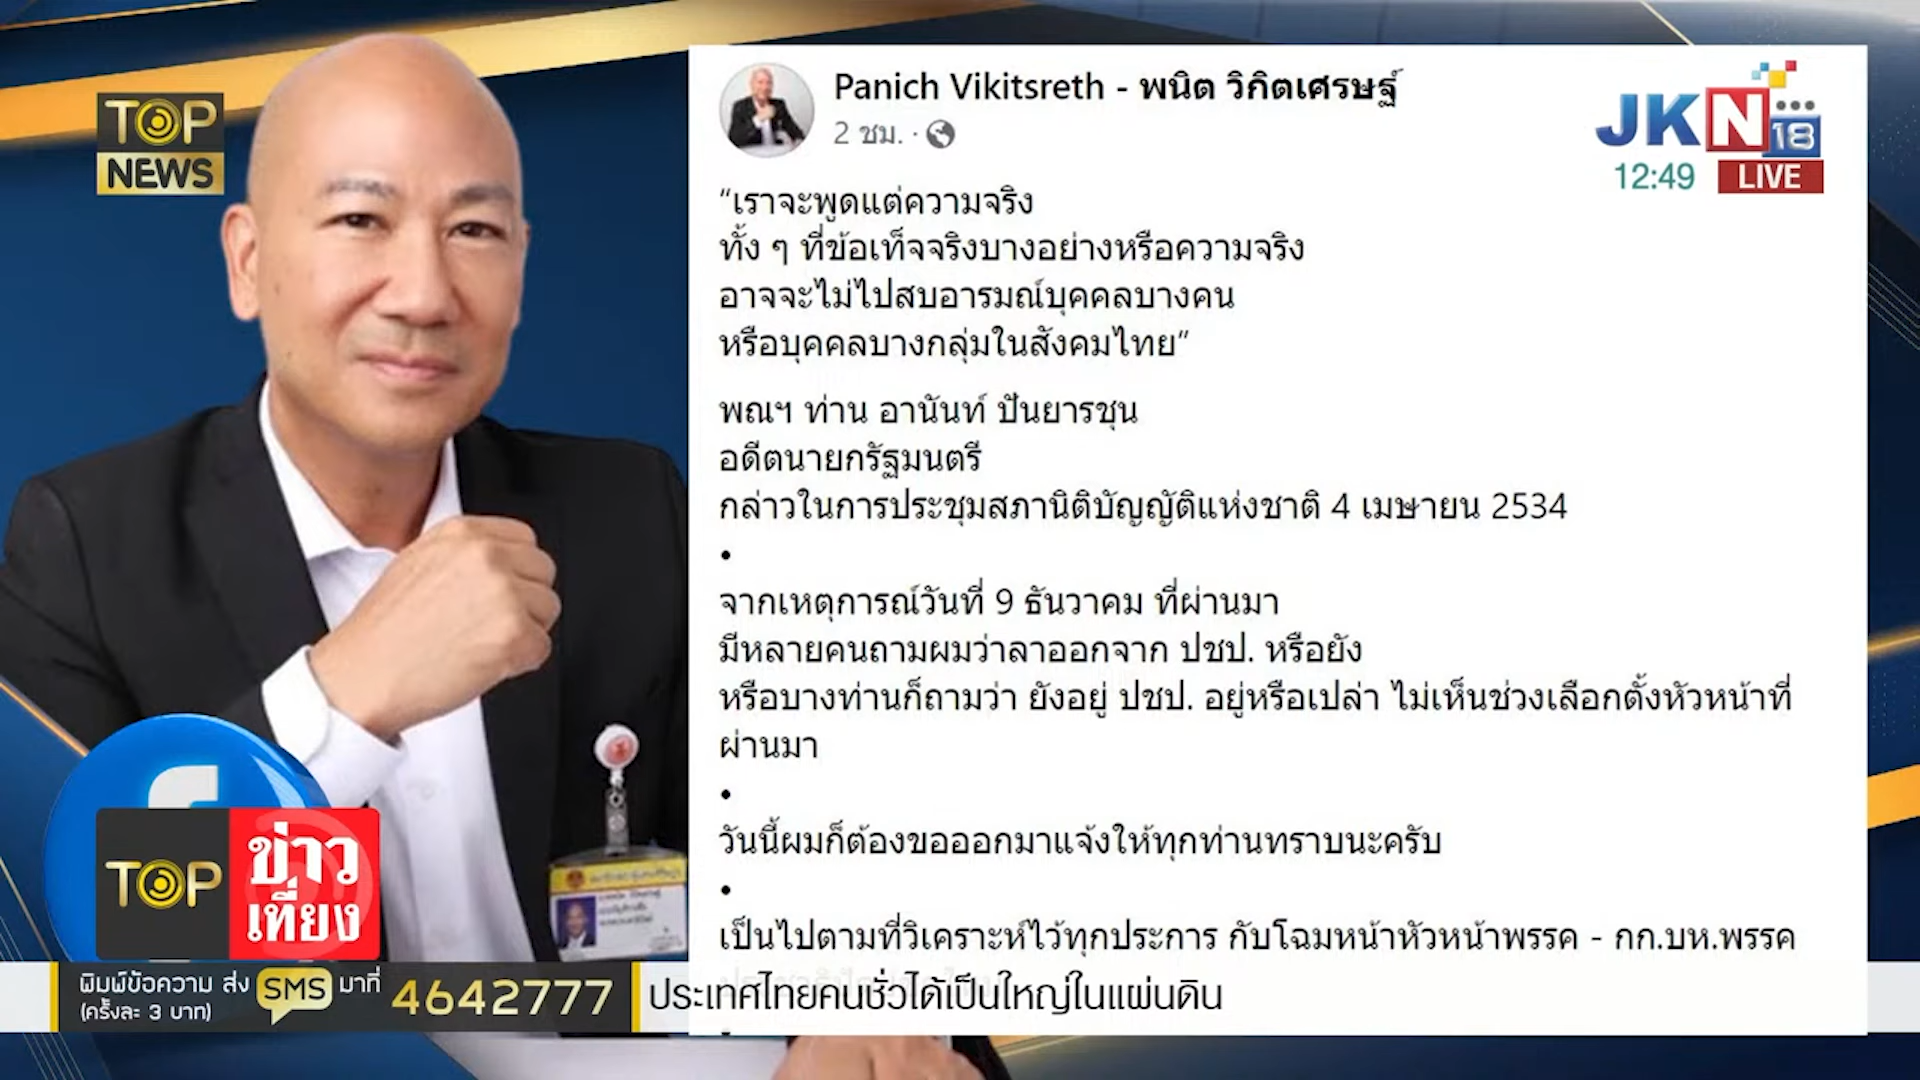 TOP
NEWS
Panich Vikitsreth - พนิต วิกิตเศรษฐ์
2 ชม. ·
JKN18
12:49 LIVE
“เราจะพูดแต่ความจริง
ทั้ง ๆ ที่ข้อเท็จจริงบางอย่างหรือความจริง
อาจจะไม่ไปสบอารมณ์บุคคลบางคน
หรือบุคคลบางกลุ่มในสังคมไทย”
พณฯ ท่าน อานันท์ ปันยารชุน
อดีตนายกรัฐมนตรี
กล่าวในการประชุมสภานิติบัญญัติแห่งชาติ 4 เมษายน 2534
•
จากเหตุการณ์วันที่ 9 ธันวาคม ที่ผ่านมา
มีหลายคนถามผมว่าลาออกจาก ปชป. หรือยัง
หรือบางท่านก็ถามว่า ยังอยู่ ปชป. อยู่หรือเปล่า ไม่เห็นช่วงเลือกตั้งหัวหน้าที่
ผ่านมา
•
วันนี้ผมก็ต้องขอออกมาแจ้งให้ทุกท่านทราบนะครับ
•
เป็นไปตามที่วิเคราะห์ไว้ทุกประการ กับโฉมหน้าหัวหน้าพรรค - กก.บห.พรรค
TOP
ข่าว
เที่ยง
พิมพ์ข้อความ ส่ง SMS มาที่ 4642777
(ครั้งละ 3 บาท)
ประเทศไทยคนชั่วได้เป็นใหญ่ในแผ่นดิน